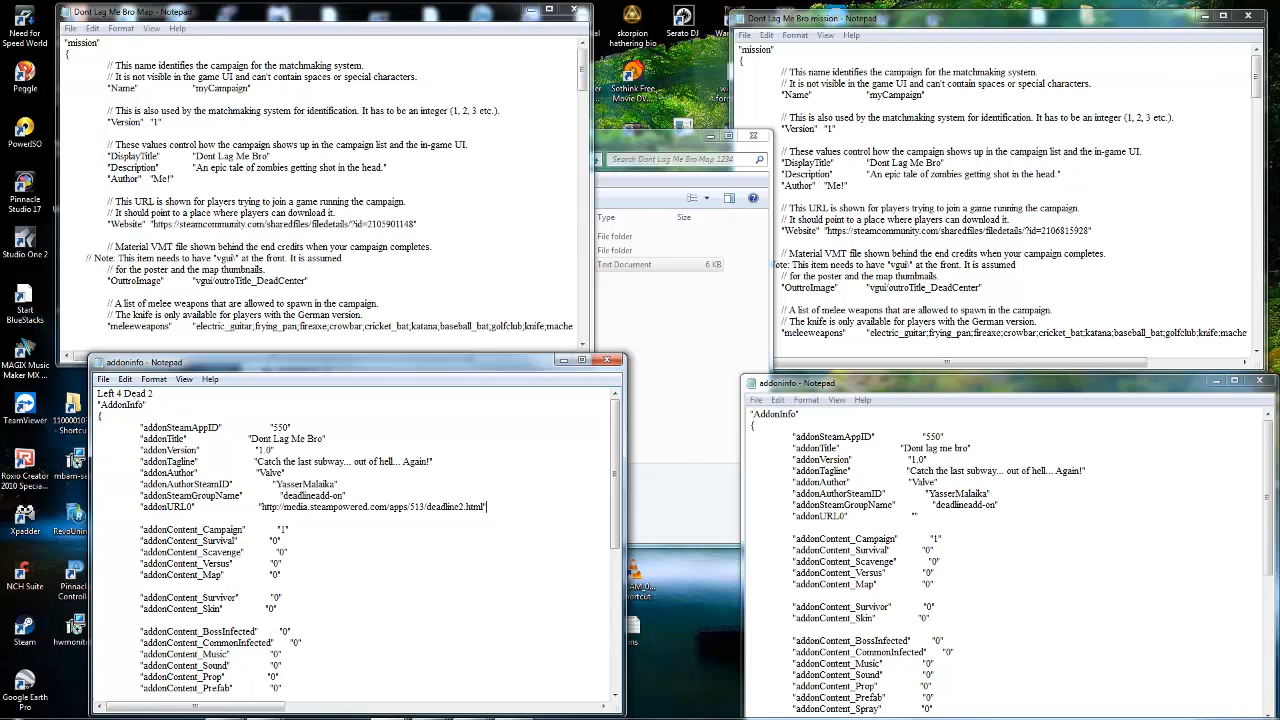 Need for
Speed World
Peggle
PowerISO
Pinnacle
Studio 17
Studio One 2
Start
BlueStacks
MAGIX Music
Maker MX ...
TeamViewer
Roxio Creator
2010 Special...
Xpadder
NCH Suite
Steam
Google Earth
Pro
1100001 0...
- Shortcut
mbam-se...
RevoUnin...
Pinnacl...
hwmonito...
skorpion
hathering bio
Serato DJ
Sothink Free
Movie DV...
Dont Lag Me Bro Map - Notepad
File Edit Format View Help
"mission"
{
// This name identifies the campaign for the matchmaking system.
// It is not visible in the game UI and can't contain spaces or special characters.
"Name" "myCampaign"
// This is also used by the matchmaking system for identification. It has to be an integer (1, 2, 3 etc.).
"Version" "1"
// These values control how the campaign shows up in the campaign list and the in-game UI.
"DisplayTitle" "Dont Lag Me Bro"
"Description" "An epic tale of zombies getting shot in the head."
"Author" "Me!"
// This URL is shown for players trying to join a game running the campaign.
// It should point to a place where players can download it.
"Website" "https://steamcommunity.com/sharedfiles/filedetails/?id=2105901148"
// Material VMT file shown behind the end credits when your campaign completes.
// Note: This item needs to have "vgui\" at the front. It is assumed
// for the poster and the map thumbnails.
"OuttroImage" "vgui/outroTitle_DeadCenter"
// A list of melee weapons that are allowed to spawn in the campaign.
// The knife is only available for players with the German version.
"meleeweapons" "electric_guitar;frying_pan;fireaxe;crowbar;cricket_bat;katana;baseball_bat;golfclub;knife;mache
Search Dont Lag Me Bro Map 1234
Type Size
File folder
File folder
Text Document 6 KB
Dont Lag Me Bro mission - Notepad
File Edit Format View Help
"mission"
{
// This name identifies the campaign for the matchmaking system.
// It is not visible in the game UI and can't contain spaces or special characters.
"Name" "myCampaign"
// This is also used by the matchmaking system for identification. It has to be an integer (1, 2, 3 etc.).
"Version" "1"
// These values control how the campaign shows up in the campaign list and the in-game UI.
"DisplayTitle" "Dont Lag Me Bro"
"Description" "An epic tale of zombies getting shot in the head."
"Author" "Me!"
// This URL is shown for players trying to join a game running the campaign.
// It should point to a place where players can download it.
"Website" "https://steamcommunity.com/sharedfiles/filedetails/?id=2106815928"
// Material VMT file shown behind the end credits when your campaign completes.
ote: This item needs to have "vgui\" at the front. It is assumed
// for the poster and the map thumbnails.
"OuttroImage" "vgui/outroTitle_DeadCenter"
// A list of melee weapons that are allowed to spawn in the campaign.
// The knife is only available for players with the German version.
"meleeweapons" "electric_guitar;frying_pan;fireaxe;crowbar;cricket_bat;katana;baseball_bat;golfclub;knife;mache
addoninfo - Notepad
File Edit Format View Help
Left 4 Dead 2
"AddonInfo"
{
"addonSteamAppID" "550"
"addonTitle" "Dont Lag Me Bro"
"addonVersion" "1.0"
"addonTagline" "Catch the last subway... out of hell... Again!"
"addonAuthor" "Valve"
"addonAuthorSteamID" "YasserMalaika"
"addonSteamGroupName" "deadlineadd-on"
"addonURL0" "http://media.steampowered.com/apps/513/deadline2.html"
"addonContent_Campaign" "1"
"addonContent_Survival" "0"
"addonContent_Scavenge" "0"
"addonContent_Versus" "0"
"addonContent_Map" "0"
"addonContent_Survivor" "0"
"addonContent_Skin" "0"
"addonContent_BossInfected" "0"
"addonContent_CommonInfected" "0"
"addonContent_Music" "0"
"addonContent_Sound" "0"
"addonContent_Prop" "0"
"addonContent_Prefab" "0"
addoninfo - Notepad
File Edit Format View Help
"AddonInfo"
{
"addonSteamAppID" "550"
"addonTitle" "Dont lag me bro"
"addonVersion" "1.0"
"addonTagline" "Catch the last subway... out of hell... Again!"
"addonAuthor" "Valve"
"addonAuthorSteamID" "YasserMalaika"
"addonSteamGroupName" "deadlineadd-on"
"addonURL0" ""
"addonContent_Campaign" "1"
"addonContent_Survival" "0"
"addonContent_Scavenge" "0"
"addonContent_Versus" "0"
"addonContent_Map" "0"
"addonContent_Survivor" "0"
"addonContent_Skin" "0"
"addonContent_BossInfected" "0"
"addonContent_CommonInfected" "0"
"addonContent_Music" "0"
"addonContent_Sound" "0"
"addonContent_Prop" "0"
"addonContent_Prefab" "0"
"addonContent_Spray" "0"